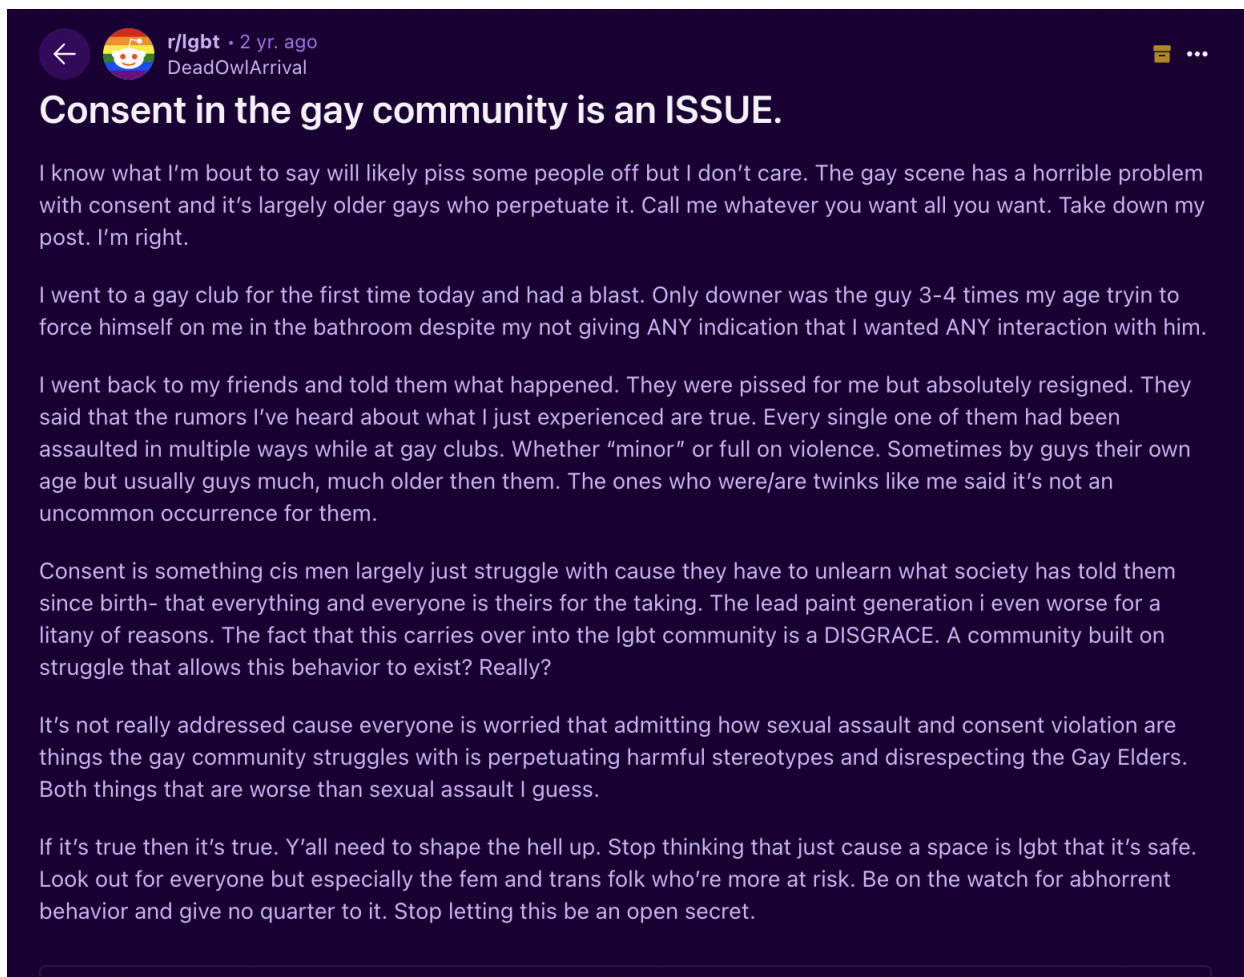 r/lgbt • 2 yr. ago
DeadOwlArrival
Consent in the gay community is an ISSUE.
I know what I’m bout to say will likely piss some people off but I don’t care. The gay scene has a horrible problem
with consent and it’s largely older gays who perpetuate it. Call me whatever you want all you want. Take down my
post. I’m right.
I went to a gay club for the first time today and had a blast. Only downer was the guy 3-4 times my age tryin to
force himself on me in the bathroom despite my not giving ANY indication that I wanted ANY interaction with him.
I went back to my friends and told them what happened. They were pissed for me but absolutely resigned. They
said that the rumors I’ve heard about what I just experienced are true. Every single one of them had been
assaulted in multiple ways while at gay clubs. Whether “minor” or full on violence. Sometimes by guys their own
age but usually guys much, much older then them. The ones who were/are twinks like me said it’s not an
uncommon occurrence for them.
Consent is something cis men largely just struggle with cause they have to unlearn what society has told them
since birth- that everything and everyone is theirs for the taking. The lead paint generation i even worse for a
litany of reasons. The fact that this carries over into the lgbt community is a DISGRACE. A community built on
struggle that allows this behavior to exist? Really?
It’s not really addressed cause everyone is worried that admitting how sexual assault and consent violation are
things the gay community struggles with is perpetuating harmful stereotypes and disrespecting the Gay Elders.
Both things that are worse than sexual assault I guess.
If it’s true then it’s true. Y’all need to shape the hell up. Stop thinking that just cause a space is lgbt that it’s safe.
Look out for everyone but especially the fem and trans folk who’re more at risk. Be on the watch for abhorrent
behavior and give no quarter to it. Stop letting this be an open secret.